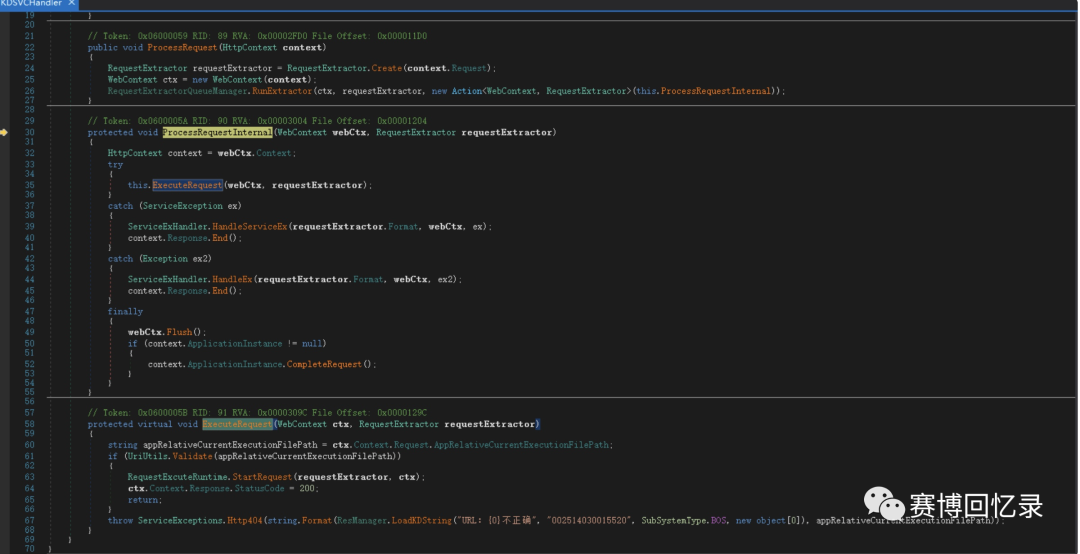 KDSVCHandler ×
19 }
20
21 // Token: 0x06000059 RID: 89 RVA: 0x00002FD0 File Offset: 0x000011D0
22 public void ProcessRequest(HttpContext context)
23 {
24 RequestExtractor requestExtractor = RequestExtractor.Create(context.Request);
25 WebContext ctx = new WebContext(context);
26 RequestExtractorQueueManager.RunExtractor(ctx, requestExtractor, new Action<WebContext, RequestExtractor>(this.ProcessRequestInternal));
27 }
28
29 // Token: 0x0600005A RID: 90 RVA: 0x00003004 File Offset: 0x00001204
30 protected void ProcessRequestInternal(WebContext webCtx, RequestExtractor requestExtractor)
31 {
32 HttpContext context = webCtx.Context;
33 try
34 {
35 this.ExecuteRequest(webCtx, requestExtractor);
36 }
37 catch (ServiceException ex)
38 {
39 ServiceExHandler.HandleServiceEx(requestExtractor.Format, webCtx, ex);
40 context.Response.End();
41 }
42 catch (Exception ex2)
43 {
44 ServiceExHandler.HandleEx(requestExtractor.Format, webCtx, ex2);
45 context.Response.End();
46 }
47 finally
48 {
49 webCtx.Flush();
50 if (context.ApplicationInstance != null)
51 {
52 context.ApplicationInstance.CompleteRequest();
53 }
54 }
55 }
56
57 // Token: 0x0600005B RID: 91 RVA: 0x0000309C File Offset: 0x0000129C
58 protected virtual void ExecuteRequest(WebContext ctx, RequestExtractor requestExtractor)
59 {
60 string appRelativeCurrentExecutionFilePath = ctx.Context.Request.AppRelativeCurrentExecutionFilePath;
61 if (UriUtils.Validate(appRelativeCurrentExecutionFilePath))
62 {
63 RequestExcuteRuntime.StartRequest(requestExtractor, ctx);
64 ctx.Context.Response.StatusCode = 200;
65 return;
66 }
67 throw ServiceExceptions.Http404(string.Format(ResManager.LoadKDString("URL: {0}不正确", "002514030015520", SubSystemType.BOS, new object[0]), appRelativeCurrentExecutionFilePath));
68 }
69 }
70 }
赛博回忆录